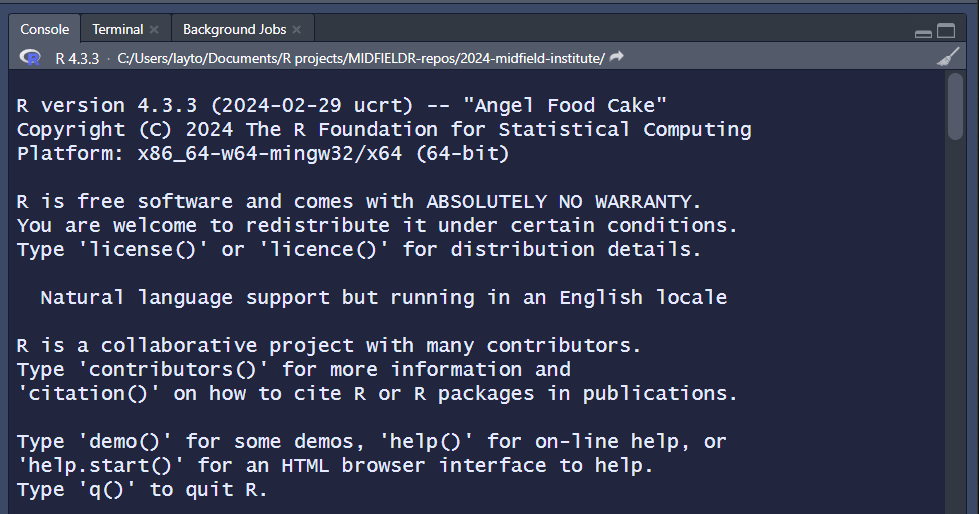 Console Terminal Background Jobs
R 4.3.3 · C:/Users/layto/Documents/R projects/MIDFIELDR-repos/2024-midfield-institute/
R version 4.3.3 (2024-02-29 ucrt) -- "Angel Food Cake"
Copyright (C) 2024 The R Foundation for Statistical Computing
Platform: x86_64-w64-mingw32/x64 (64-bit)
R is free software and comes with ABSOLUTELY NO WARRANTY.
You are welcome to redistribute it under certain conditions.
Type 'license()' or 'licence()' for distribution details.
Natural language support but running in an English locale
R is a collaborative project with many contributors.
Type 'contributors()' for more information and
'citation()' on how to cite R or R packages in publications.
Type 'demo()' for some demos, 'help()' for on-line help, or
'help.start()' for an HTML browser interface to help.
Type 'q()' to quit R.